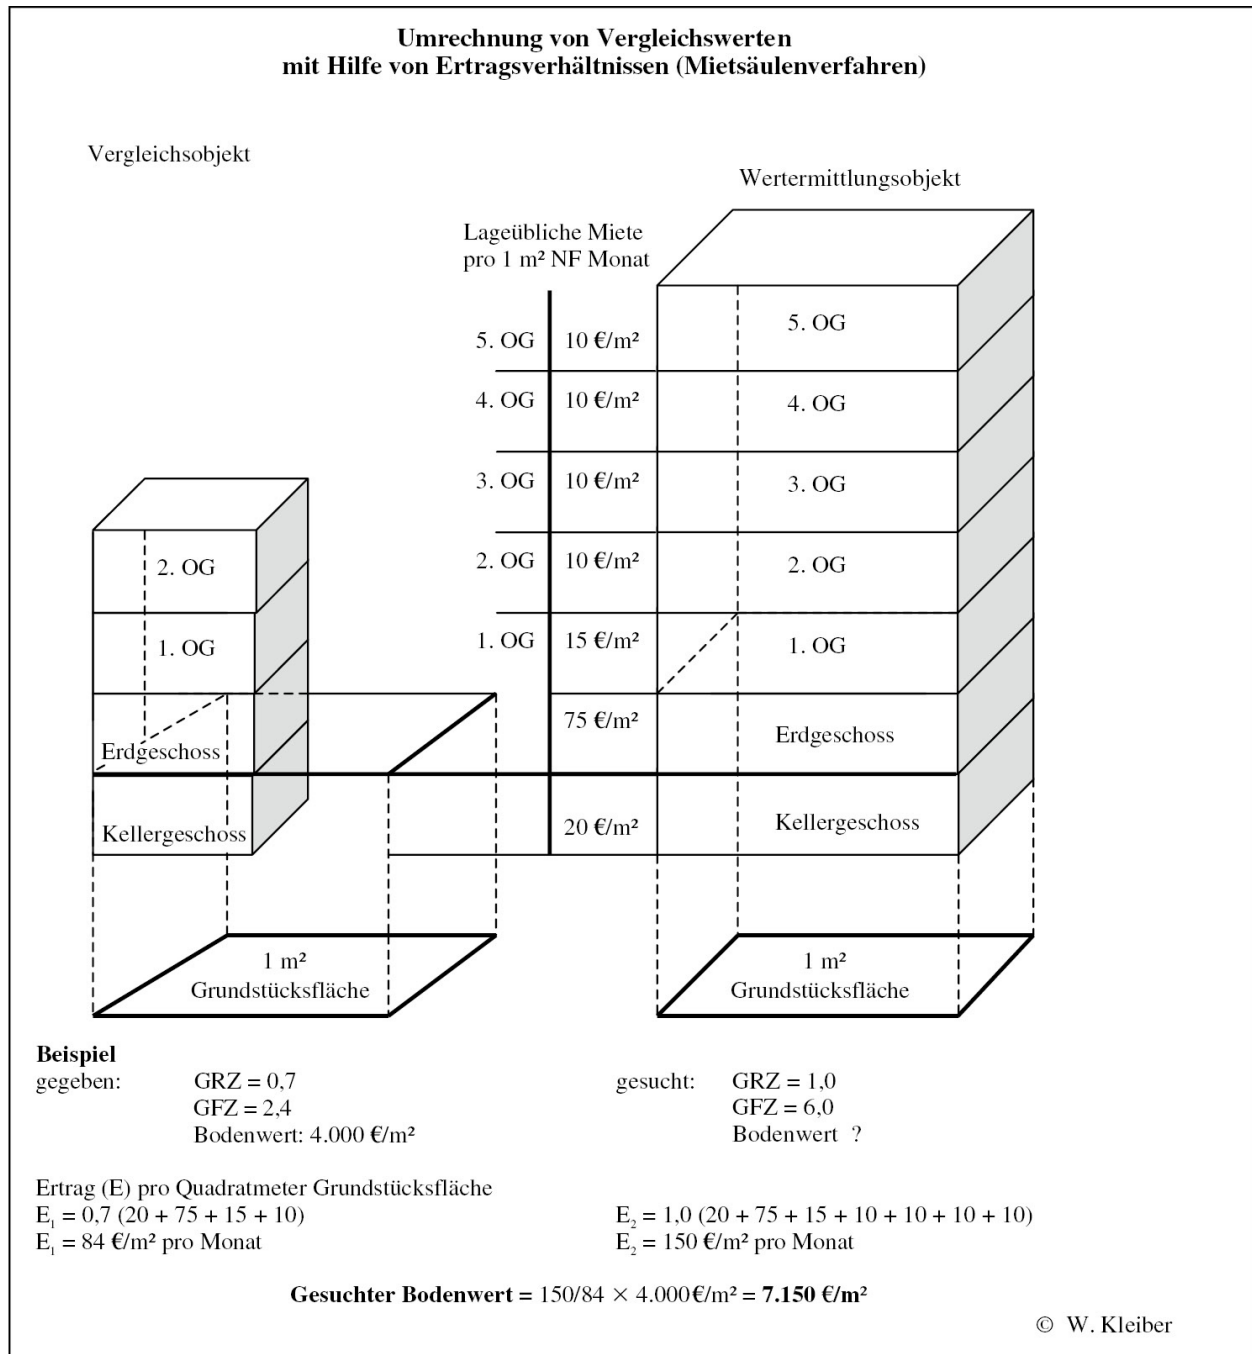 Umrechnung von Vergleichswerten
mit Hilfe von Ertragsverhältnissen (Mietsäulenverfahren)
Vergleichsobjekt
Wertermittlungsobjekt
Lageübliche Miete
pro 1 m² NF Monat
5. OG 10 €/m² 5. OG
4. OG 10 €/m² 4. OG
3. OG 10 €/m² 3. OG
2. OG 2. OG 10 €/m² 2. OG
1. OG 1. OG 15 €/m² 1. OG
Erdgeschoss 75 €/m² Erdgeschoss
Kellergeschoss 20 €/m² Kellergeschoss
1 m² 1 m²
Grundstücksfläche Grundstücksfläche
Beispiel
gegeben: GRZ = 0,7 gesucht: GRZ = 1,0
GFZ = 2,4 GFZ = 6,0
Bodenwert: 4.000 €/m² Bodenwert ?
Ertrag (E) pro Quadratmeter Grundstücksfläche
E₁ = 0,7 (20 + 75 + 15 + 10) E₂ = 1,0 (20 + 75 + 15 + 10 + 10 + 10 + 10)
E₁ = 84 €/m² pro Monat E₂ = 150 €/m² pro Monat
Gesuchter Bodenwert = 150/84 × 4.000€/m² = 7.150 €/m²
© W. Kleiber